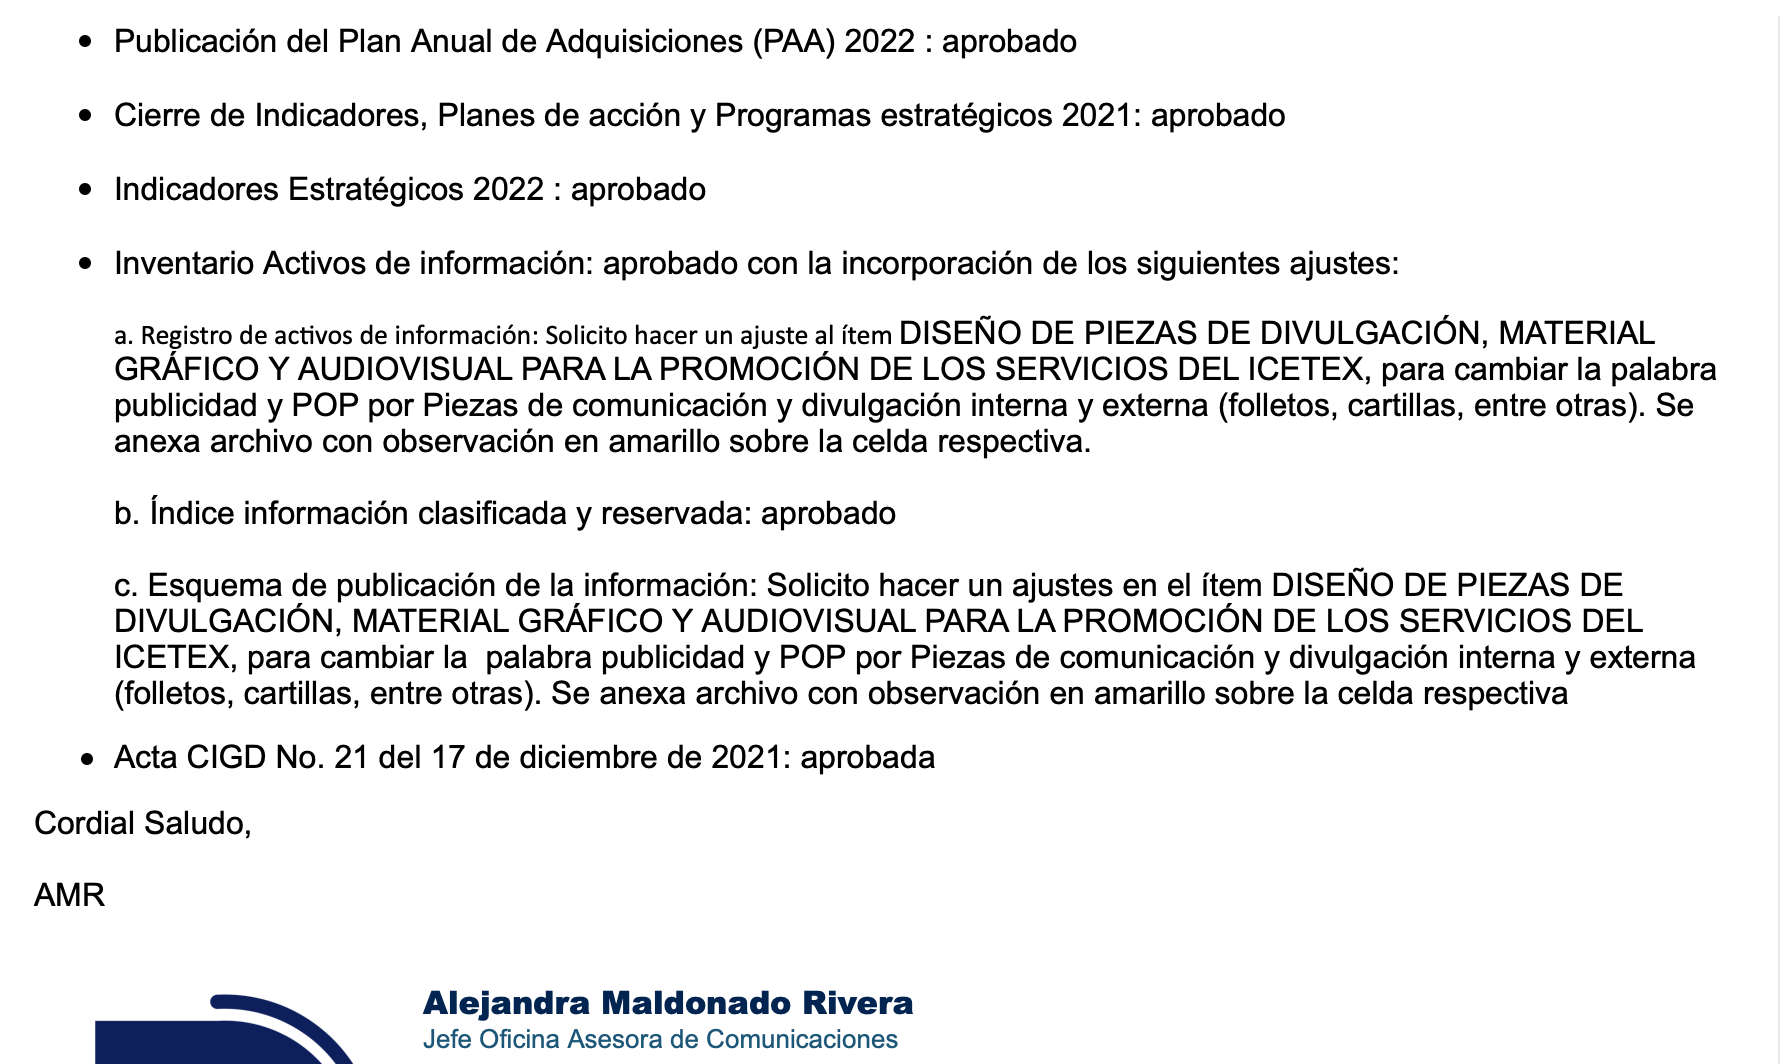 • Publicación del Plan Anual de Adquisiciones (PAA) 2022 : aprobado
• Cierre de Indicadores, Planes de acción y Programas estratégicos 2021: aprobado
• Indicadores Estratégicos 2022 : aprobado
• Inventario Activos de información: aprobado con la incorporación de los siguientes ajustes:
a. Registro de activos de información: Solicito hacer un ajuste al ítem DISEÑO DE PIEZAS DE DIVULGACIÓN, MATERIAL
GRÁFICO Y AUDIOVISUAL PARA LA PROMOCIÓN DE LOS SERVICIOS DEL ICETEX, para cambiar la palabra
publicidad y POP por Piezas de comunicación y divulgación interna y externa (folletos, cartillas, entre otras). Se
anexa archivo con observación en amarillo sobre la celda respectiva.
b. Índice información clasificada y reservada: aprobado
c. Esquema de publicación de la información: Solicito hacer un ajustes en el ítem DISEÑO DE PIEZAS DE
DIVULGACIÓN, MATERIAL GRÁFICO Y AUDIOVISUAL PARA LA PROMOCIÓN DE LOS SERVICIOS DEL
ICETEX, para cambiar la  palabra publicidad y POP por Piezas de comunicación y divulgación interna y externa
(folletos, cartillas, entre otras). Se anexa archivo con observación en amarillo sobre la celda respectiva
• Acta CIGD No. 21 del 17 de diciembre de 2021: aprobada
Cordial Saludo,
AMR
Alejandra Maldonado Rivera
Jefe Oficina Asesora de Comunicaciones